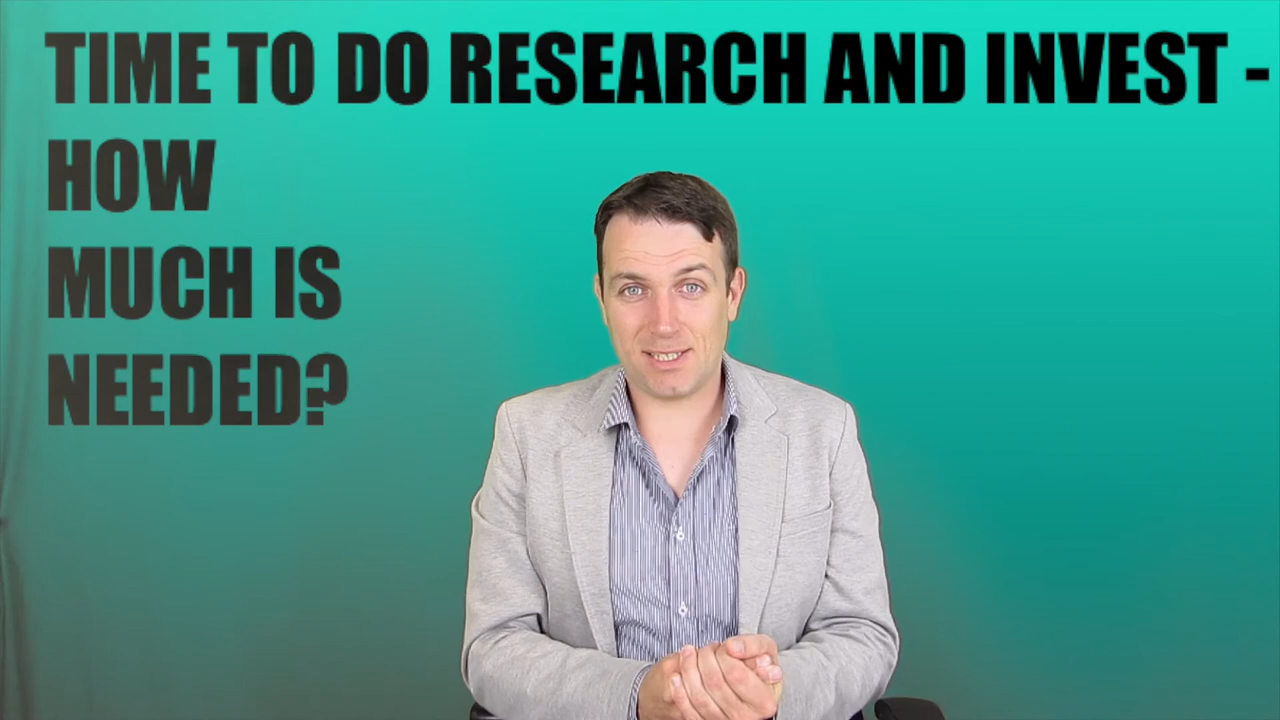 TIME TO DO RESEARCH AND INVEST -
HOW
MUCH IS
NEEDED?